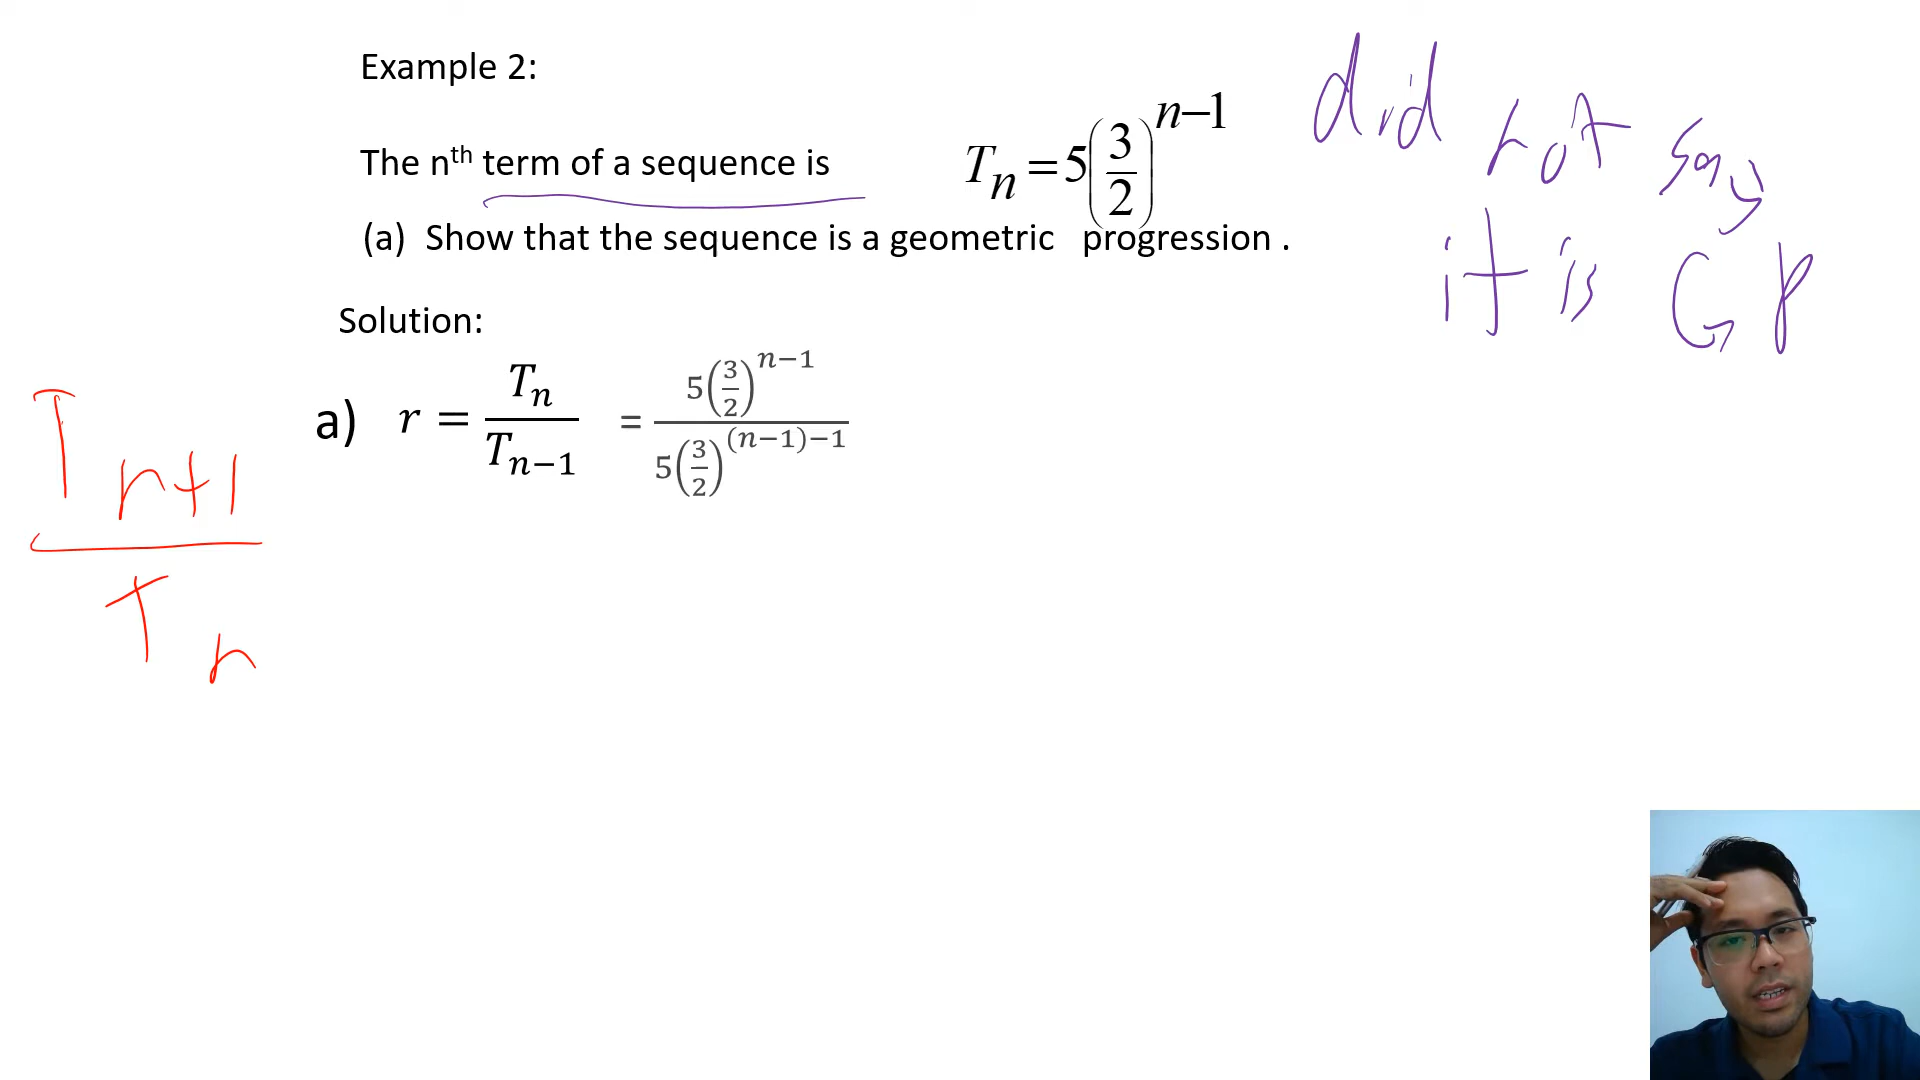 Example 2:
The nth term of a sequence is
Tn = 5(3/2)^n−1
(a) Show that the sequence is a geometric progression .
did not say
it is GP
Solution:
a) r = Tn/Tn−1 = 5(3/2)^n−1 / 5(3/2)^(n−1)−1
Tn+1
Tn